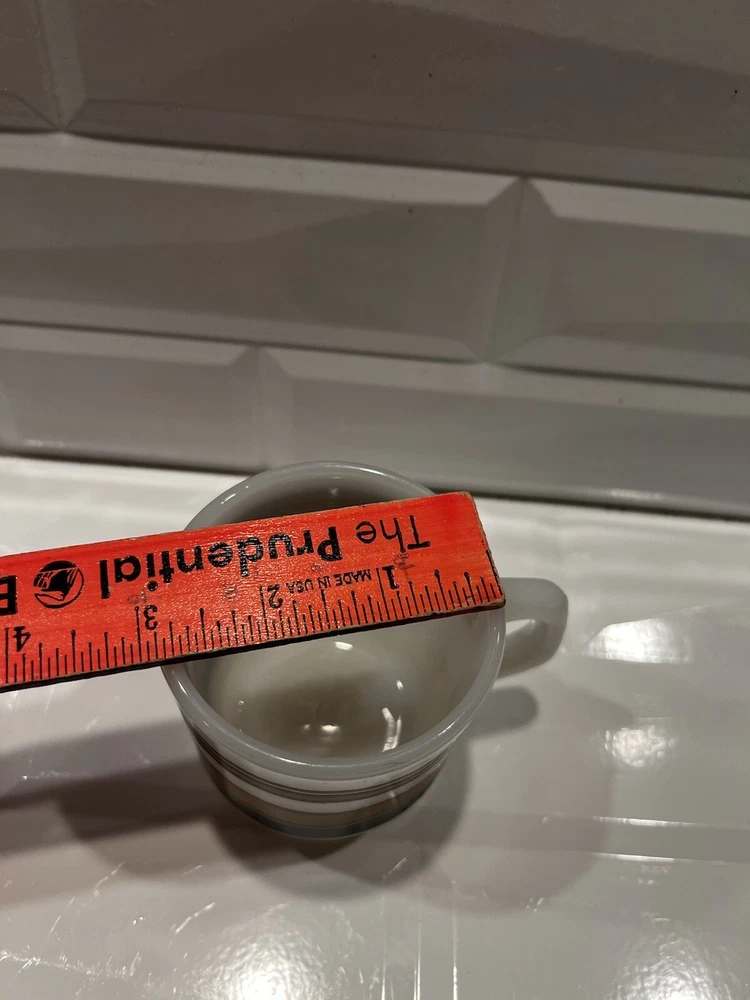 The Prudential B
MADE IN USA
1 2 3 4